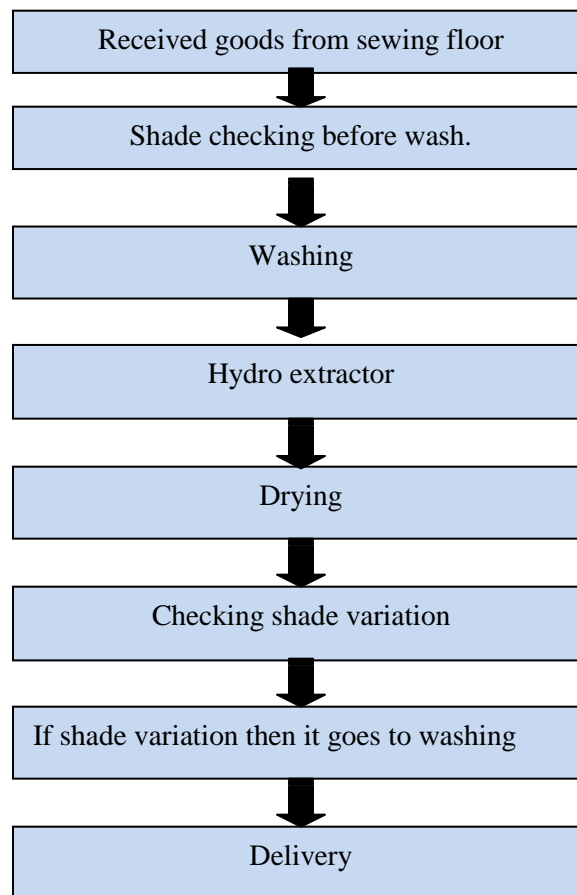 Received goods from sewing floor
Shade checking before wash.
Washing
Hydro extractor
Drying
Checking shade variation
If shade variation then it goes to washing
Delivery